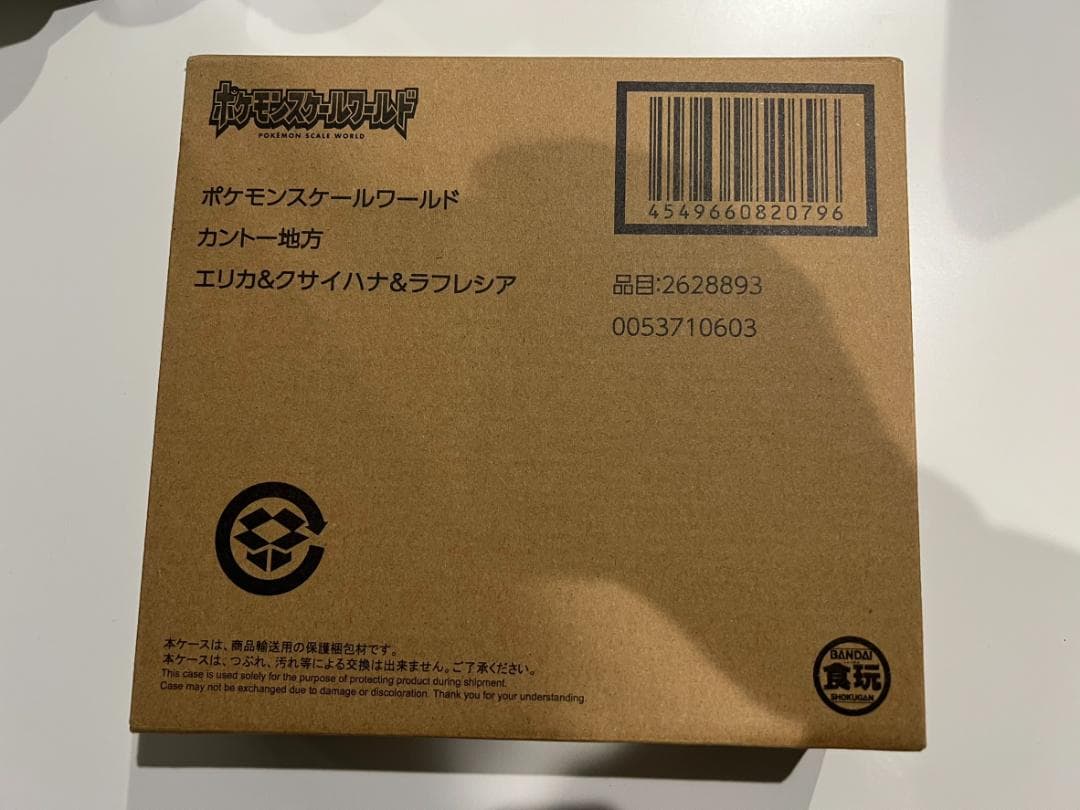 ポケモンスケールワールド
POKÉMON SCALE WORLD
4549660820796
ポケモンスケールワールド
カントー地方
エリカ&クサイハナ&ラフレシア
品目:2628893
0053710603
本ケースは、商品輸送用の保護梱包材です。
本ケースは、つぶれ、汚れ等による交換は出来ません。ご了承ください。
This case is used solely for the purpose of protecting product during shipment.
Case may not be exchanged due to damage or discoloration. Thank you for your understanding.
BANDAI
食玩
SHOKUGAN